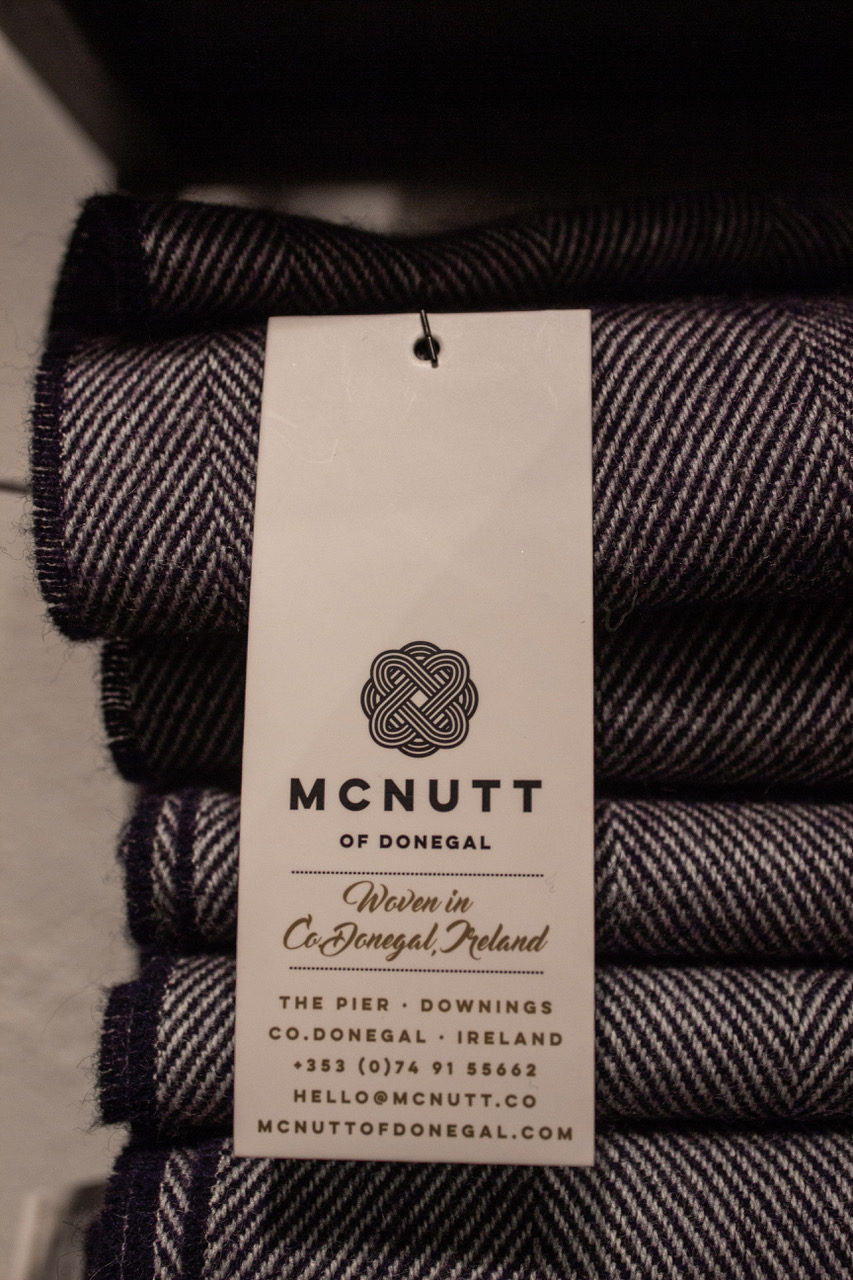 MCNUTT
OF DONEGAL
Woven in
Co.Donegal, Ireland
THE PIER · DOWNINGS
CO.DONEGAL · IRELAND
+353 (0)74 91 55662
HELLO@MCNUTT.CO
MCNUTTOFDONEGAL.COM